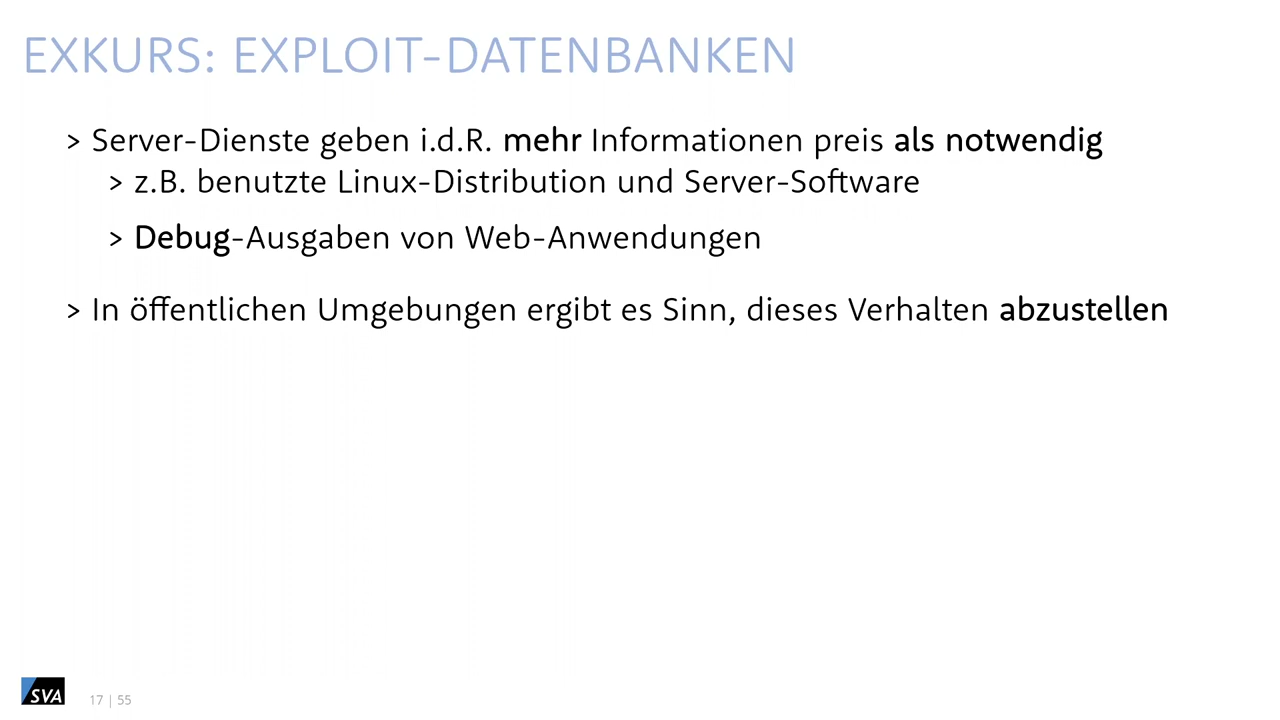 EXKURS: EXPLOIT-DATENBANKEN
> Server-Dienste geben i.d.R. mehr Informationen preis als notwendig
> z.B. benutzte Linux-Distribution und Server-Software
> Debug-Ausgaben von Web-Anwendungen
> In öffentlichen Umgebungen ergibt es Sinn, dieses Verhalten abzustellen
SVA 17 | 55